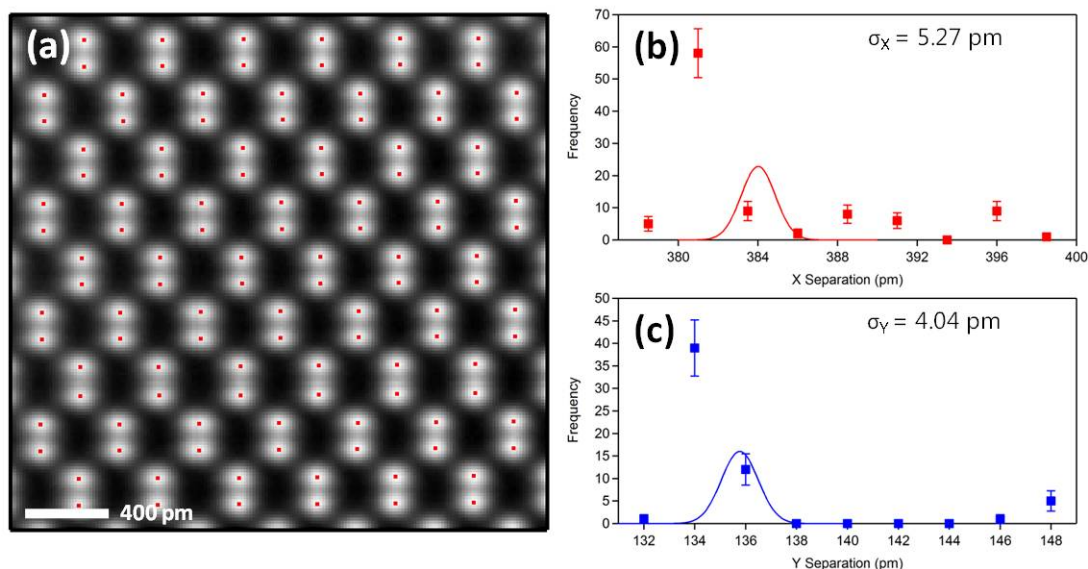 (a)
400 pm
(b)
σX = 5.27 pm
Frequency
70
60
50
40
30
20
10
0
380 384 388 392 396 400
X Separation (pm)
(c)
σY = 4.04 pm
Frequency
50
45
40
35
30
25
20
15
10
5
0
132 134 136 138 140 142 144 146 148
Y Separation (pm)